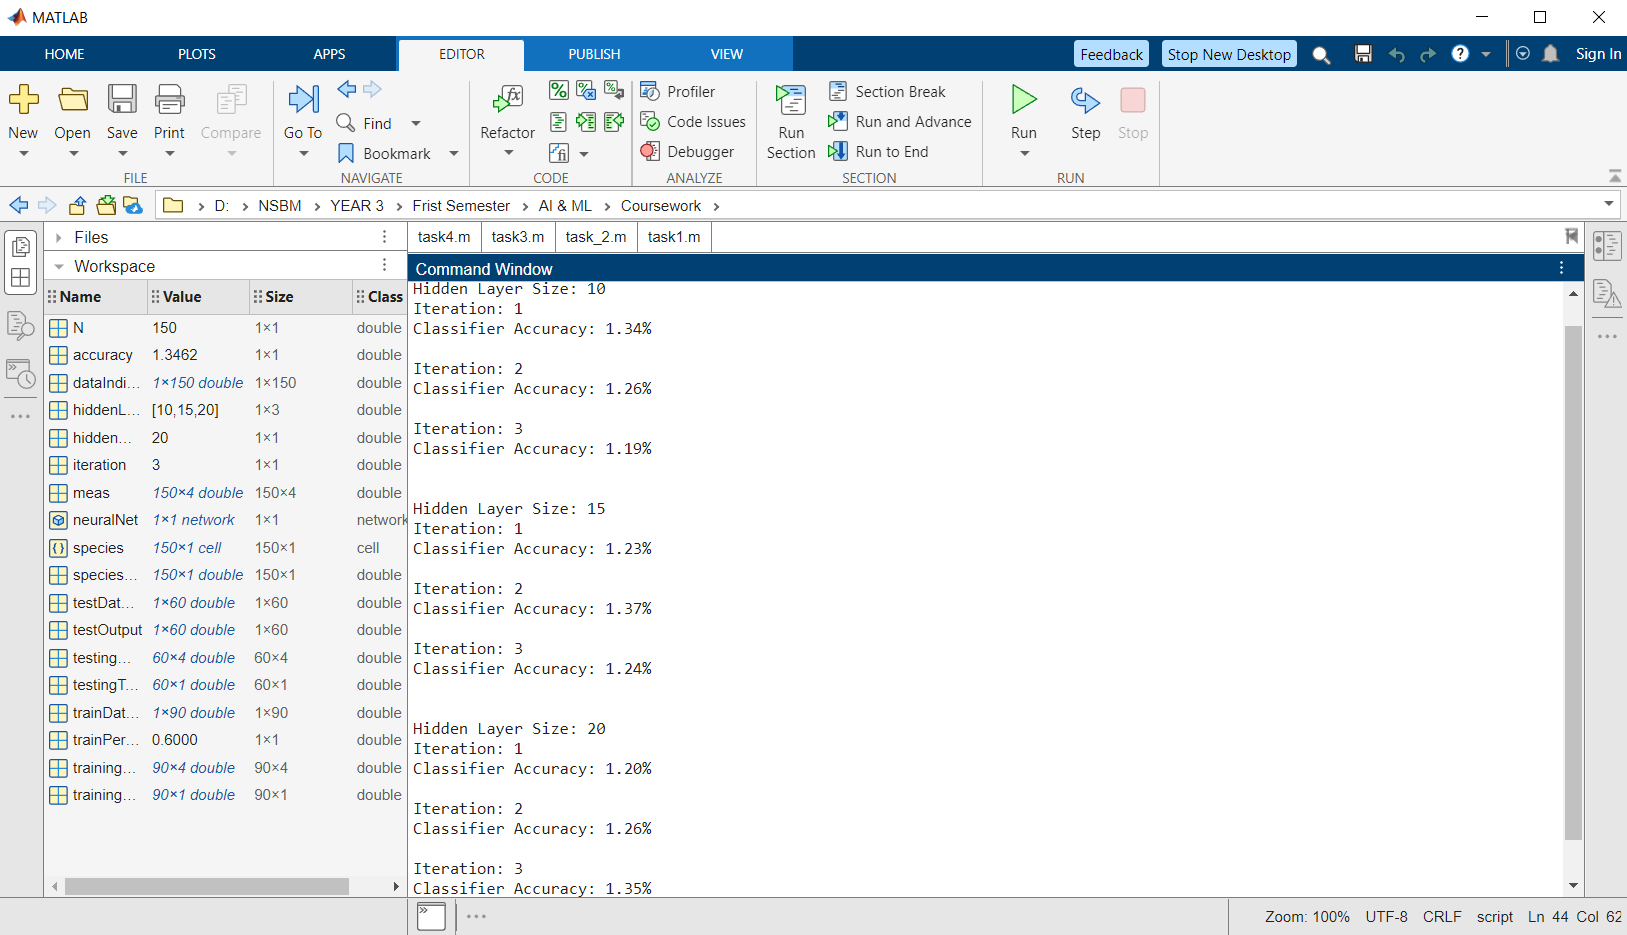 MATLAB
HOME PLOTS APPS EDITOR PUBLISH VIEW Feedback Stop New Desktop Sign In
New Open Save Print Compare
FILE
Go To Find Bookmark
NAVIGATE
Refactor
CODE
Profiler
Code Issues
Debugger
ANALYZE
Run Section
Section Break
Run and Advance
Run to End
SECTION
Run Step Stop
RUN
D: > NSBM > YEAR 3 > Frist Semester > AI & ML > Coursework >
Files
Workspace
Name Value Size Class
N 150 1×1 double
accuracy 1.3462 1×1 double
dataIndi... 1×150 double 1×150 double
hiddenL... [10,15,20] 1×3 double
hidden... 20 1×1 double
iteration 3 1×1 double
meas 150×4 double 150×4 double
neuralNet 1×1 network 1×1 network
species 150×1 cell 150×1 cell
species... 150×1 double 150×1 double
testDat... 1×60 double 1×60 double
testOutput 1×60 double 1×60 double
testing... 60×4 double 60×4 double
testingT... 60×1 double 60×1 double
trainDat... 1×90 double 1×90 double
trainPer... 0.6000 1×1 double
training... 90×4 double 90×4 double
training... 90×1 double 90×1 double
task4.m task3.m task_2.m task1.m
Command Window
Hidden Layer Size: 10
Iteration: 1
Classifier Accuracy: 1.34%
Iteration: 2
Classifier Accuracy: 1.26%
Iteration: 3
Classifier Accuracy: 1.19%
Hidden Layer Size: 15
Iteration: 1
Classifier Accuracy: 1.23%
Iteration: 2
Classifier Accuracy: 1.37%
Iteration: 3
Classifier Accuracy: 1.24%
Hidden Layer Size: 20
Iteration: 1
Classifier Accuracy: 1.20%
Iteration: 2
Classifier Accuracy: 1.26%
Iteration: 3
Classifier Accuracy: 1.35%
Zoom: 100% UTF-8 CRLF script Ln 44 Col 62